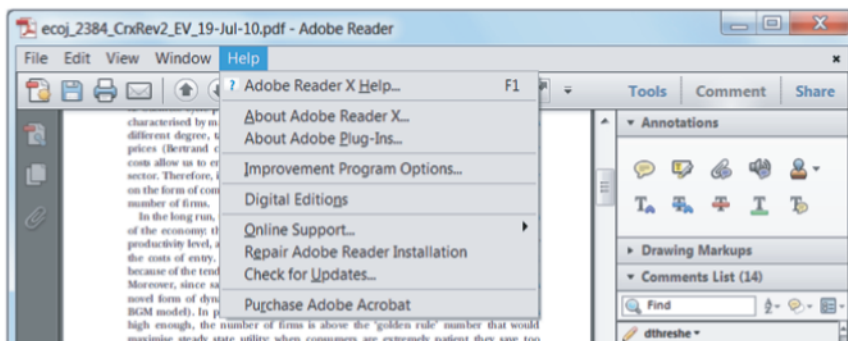 ecoj_2384_CrxRev2_EV_19-Jul-10.pdf - Adobe Reader
File Edit View Window Help
Adobe Reader X Help... F1
About Adobe Reader X...
About Adobe Plug-Ins...
Improvement Program Options...
Digital Editions
Online Support...
Repair Adobe Reader Installation
Check for Updates...
Purchase Adobe Acrobat
Tools Comment Share
Annotations
Drawing Markups
Comments List (14)
Find
dthreshe
characterised by m
different degree, t
prices (Bertrand c
costs allow us to en
sector. Therefore, i
on the form of com
number of firms.
In the long run,
of the economy: th
productivity level, a
the costs of entry.
because of the tend
Moreover, since sa
novel form of dyna
BGM model). In p
high enough, the number of firms is above the 'golden rule' number that would
maximise steady state utility when consumers are extremely patient they save too